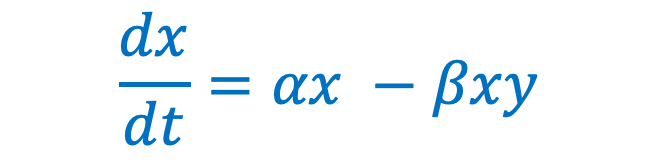 dx/dt = αx − βxy